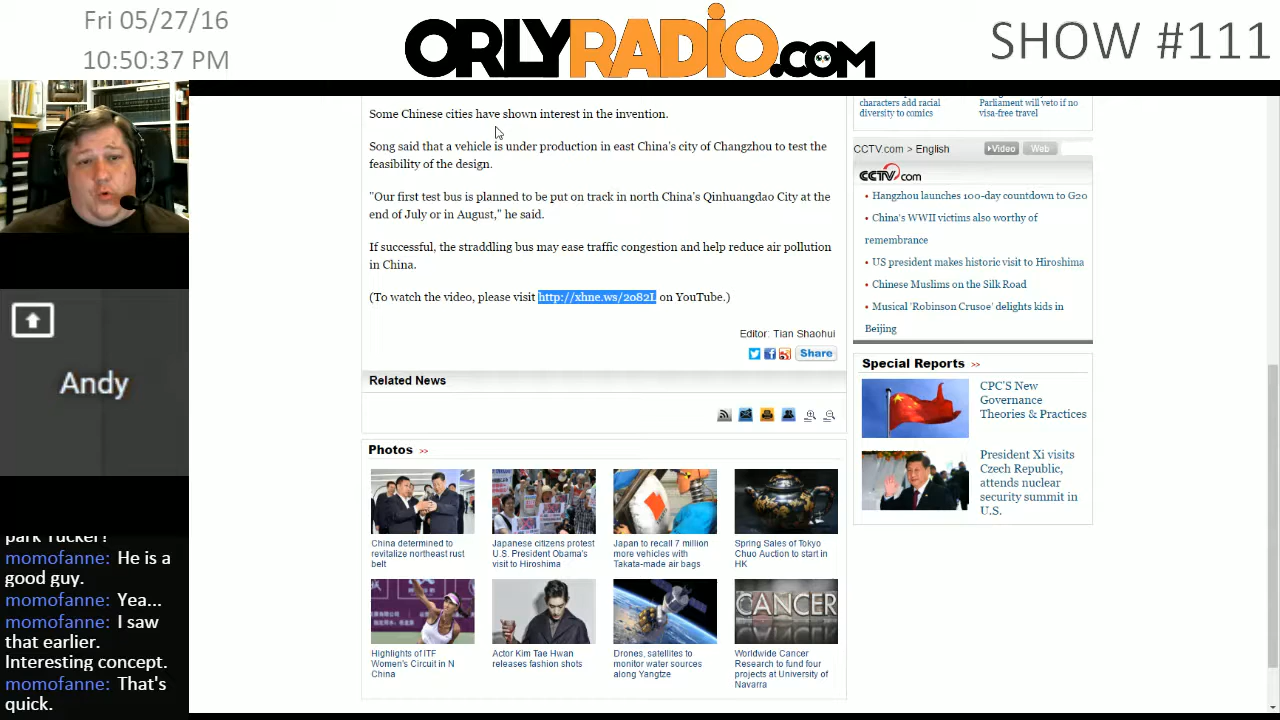 Fri 05/27/16
10:50:37 PM
ORLYRADIO.COM
SHOW #111
Some Chinese cities have shown interest in the invention.
Song said that a vehicle is under production in east China's city of Changzhou to test the
feasibility of the design.
"Our first test bus is planned to be put on track in north China's Qinhuangdao City at the
end of July or in August," he said.
If successful, the straddling bus may ease traffic congestion and help reduce air pollution
in China.
(To watch the video, please visit http://xhne.ws/2o82L on YouTube.)
Editor: Tian Shaohui
Share
Related News
Photos >>
China determined to
revitalize northeast rust
belt
Japanese citizens protest
U.S. President Obama's
visit to Hiroshima
Japan to recall 7 million
more vehicles with
Takata-made air bags
Spring Sales of Tokyo
Chuo Auction to start in
HK
CANCER
Highlights of ITF
Women's Circuit in N
China
Actor Kim Tae Hwan
releases fashion shots
Drones, satellites to
monitor water sources
along Yangtze
Worldwide Cancer
Research to fund four
projects at University of
Navarra
characters add racial
diversity to comics
Parliament will veto if no
visa-free travel
CCTV.com > English
Video
Web
CCTV.com
• Hangzhou launches 100-day countdown to G20
• China's WWII victims also worthy of
remembrance
• US president makes historic visit to Hiroshima
• Chinese Muslims on the Silk Road
• Musical 'Robinson Crusoe' delights kids in
Beijing
Special Reports >>
CPC'S New
Governance
Theories & Practices
President Xi visits
Czech Republic,
attends nuclear
security summit in
U.S.
Andy
park Tucker!
momofanne: He is a
good guy.
momofanne: Yea...
momofanne: I saw
that earlier.
Interesting concept.
momofanne: That's
quick.